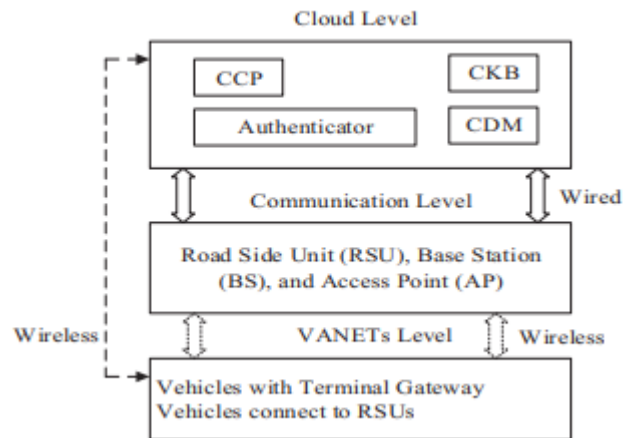 Cloud Level
CCP
CKB
Authenticator
CDM
Communication Level
Wired
Road Side Unit (RSU), Base Station
(BS), and Access Point (AP)
Wireless
VANETs Level
Wireless
Vehicles with Terminal Gateway
Vehicles connect to RSUs